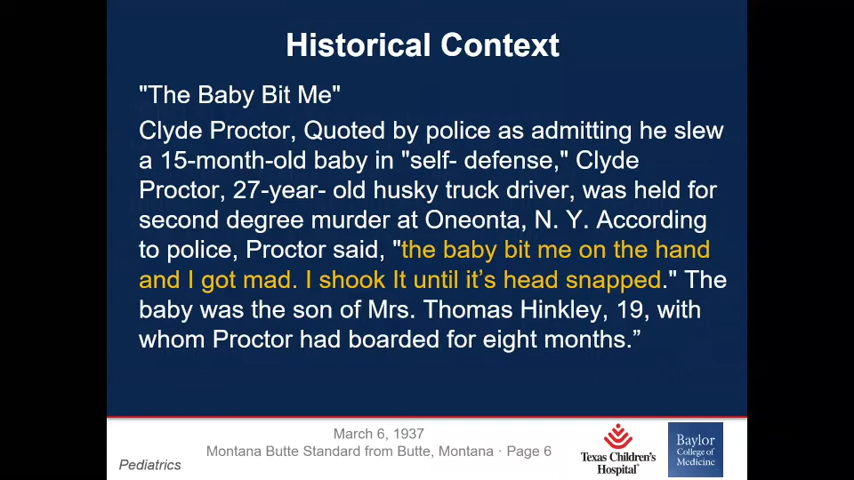 Historical Context
"The Baby Bit Me"
Clyde Proctor, Quoted by police as admitting he slew
a 15-month-old baby in "self- defense," Clyde
Proctor, 27-year- old husky truck driver, was held for
second degree murder at Oneonta, N. Y. According
to police, Proctor said, "the baby bit me on the hand
and I got mad. I shook It until it’s head snapped." The
baby was the son of Mrs. Thomas Hinkley, 19, with
whom Proctor had boarded for eight months.”
March 6, 1937
Montana Butte Standard from Butte, Montana · Page 6
Pediatrics
Texas Children's
Hospital®
Baylor
College of
Medicine